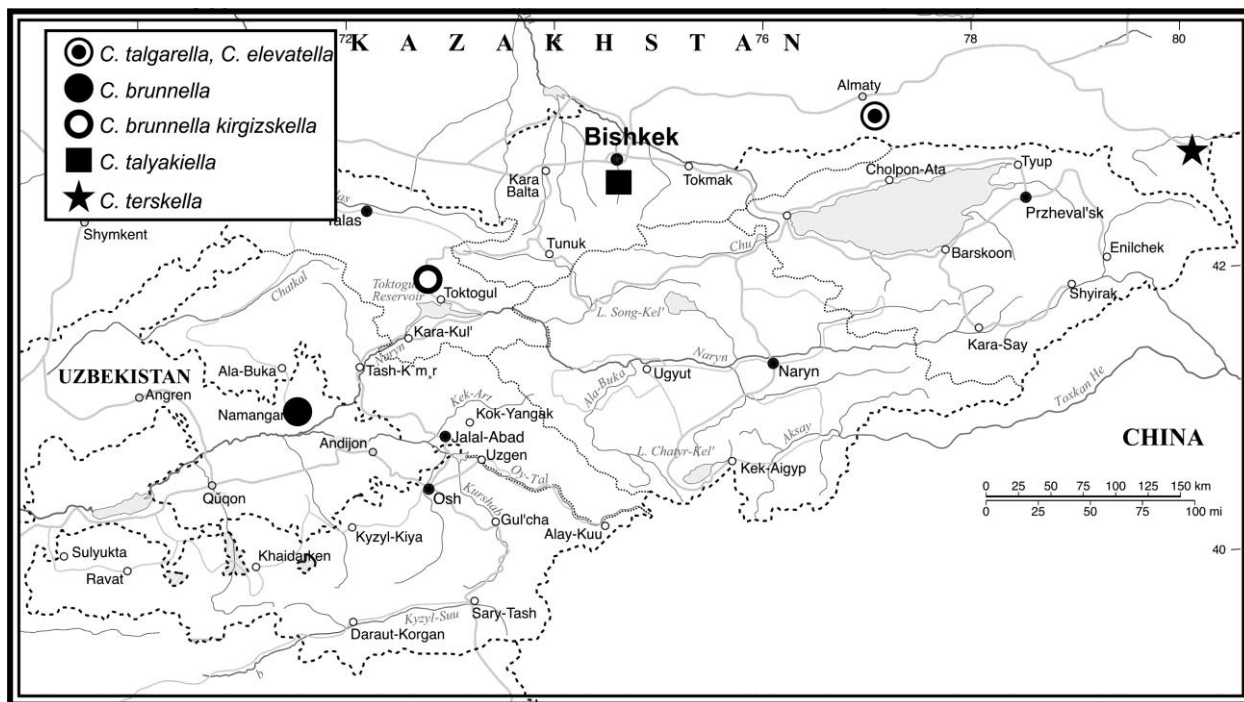 72
76
78
80
K A Z A K H S T A N
C. talgarella, C. elevatella
C. brunnella
C. brunnella kirgizskella
C. talyakiella
C. terskella
Almaty
Bishkek
Kara
Balta
Tokmak
Cholpon-Ata
Tyup
Przheval'sk
Shymkent
Tunuk
Chu
Barskoon
Enilchek
42
Chatkal
Toktogul
Reservoir
Toktogul
L. Song-Kel'
Shyirak
Kara-Kul'
Kara-Say
Naryn
Naryn
UZBEKISTAN
Ala-Buka
Ala-Buka
Ugyut
Naryn
Toxkan He
Angren
Kek-Art
Kok-Yangak
Jalal-Abad
Andijon
Uzgen
L. Chatyr-Kel'
Aksay
CHINA
Kek-Aigyp
Oy-Tal
Qŭqon
Osh
Kurshab
0 25 50 75 100 125 150 km
0 25 50 75 100 mi
Gul'cha
Kyzyl-Kiya
Alay-Kuu
Sulyukta
Khaidarken
40
Ravat
Kyzyl-Suu
Sary-Tash
Daraut-Korgan